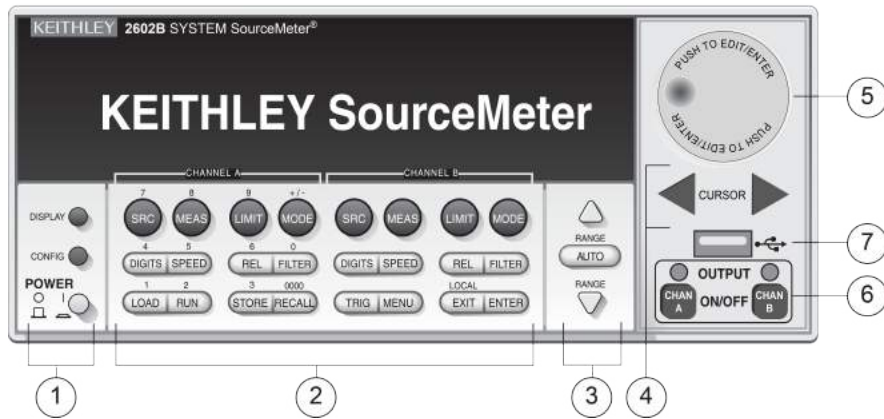 KEITHLEY 2602B SYSTEM SourceMeter®
KEITHLEY SourceMeter
PUSH TO EDIT/ENTER
PUSH TO EDIT/ENTER
5
CHANNEL A CHANNEL B
7 8 9 +/-
DISPLAY SRC MEAS LIMIT MODE SRC MEAS LIMIT MODE
CURSOR
4 5 6 0 RANGE
CONFIG DIGITS SPEED REL FILTER DIGITS SPEED REL FILTER AUTO
7
POWER 1 2 3 0000 LOCAL RANGE
O I LOAD RUN STORE RECALL TRIG MENU EXIT ENTER
OUTPUT
CHAN A ON/OFF CHAN B
6
1 2 3 4